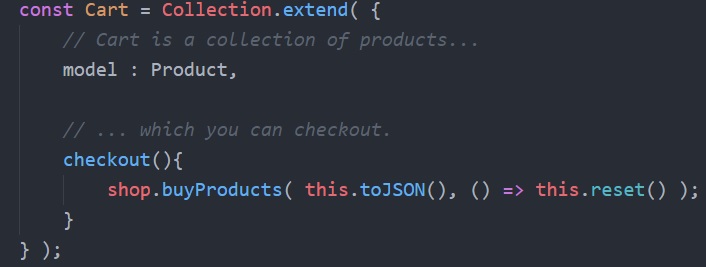 const Cart = Collection.extend( {
// Cart is a collection of products...
model : Product,
// ... which you can checkout.
checkout(){
shop.buyProducts( this.toJSON(), () => this.reset() );
}
} );